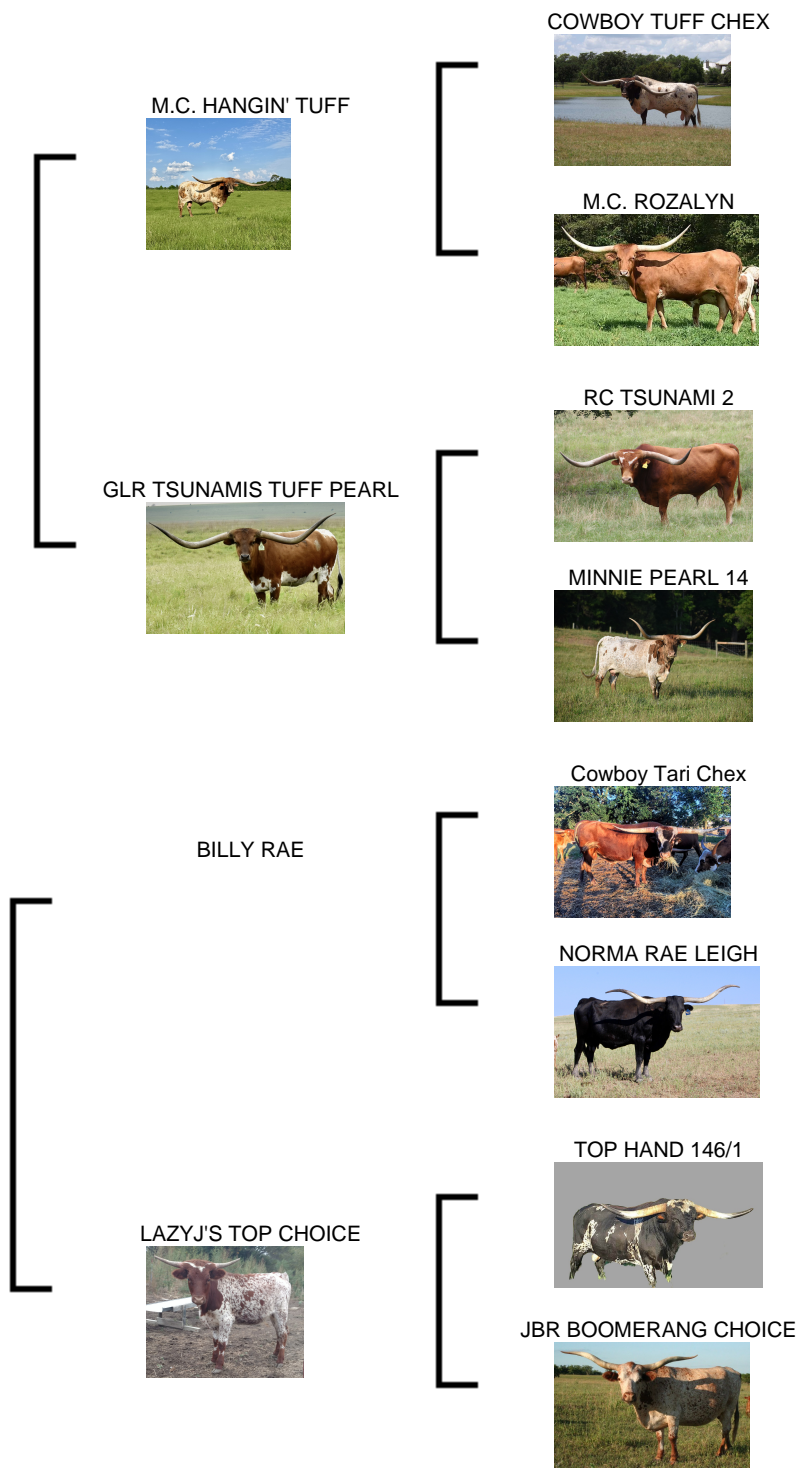 COWBOY TUFF CHEX
M.C. HANGIN' TUFF
M.C. ROZALYN
RC TSUNAMI 2
GLR TSUNAMIS TUFF PEARL
MINNIE PEARL 14
Cowboy Tari Chex
BILLY RAE
NORMA RAE LEIGH
TOP HAND 146/1
LAZYJ'S TOP CHOICE
JBR BOOMERANG CHOICE